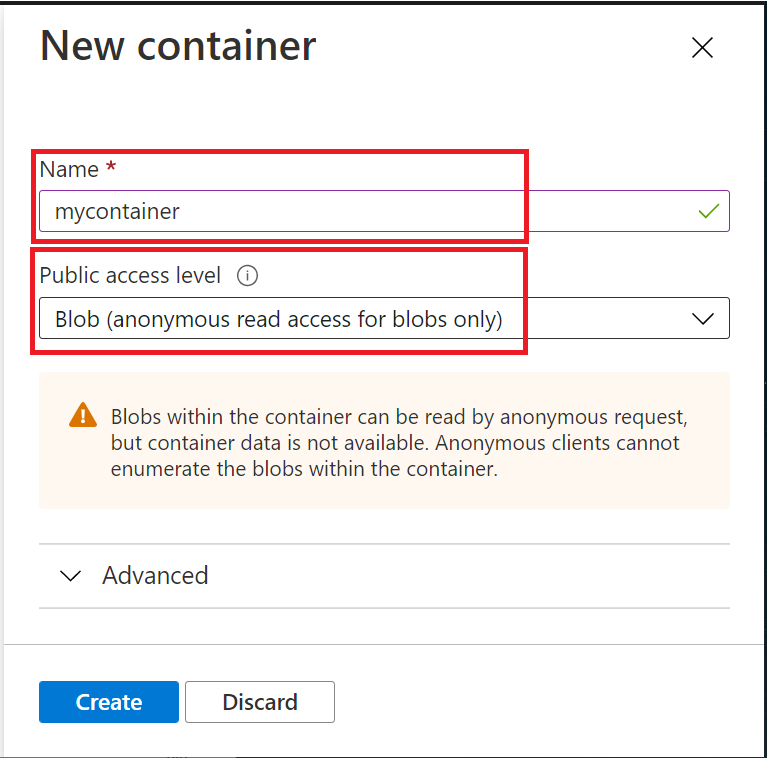 New container
Name *
mycontainer
Public access level
Blob (anonymous read access for blobs only)
Blobs within the container can be read by anonymous request,
but container data is not available. Anonymous clients cannot
enumerate the blobs within the container.
Advanced
Create Discard